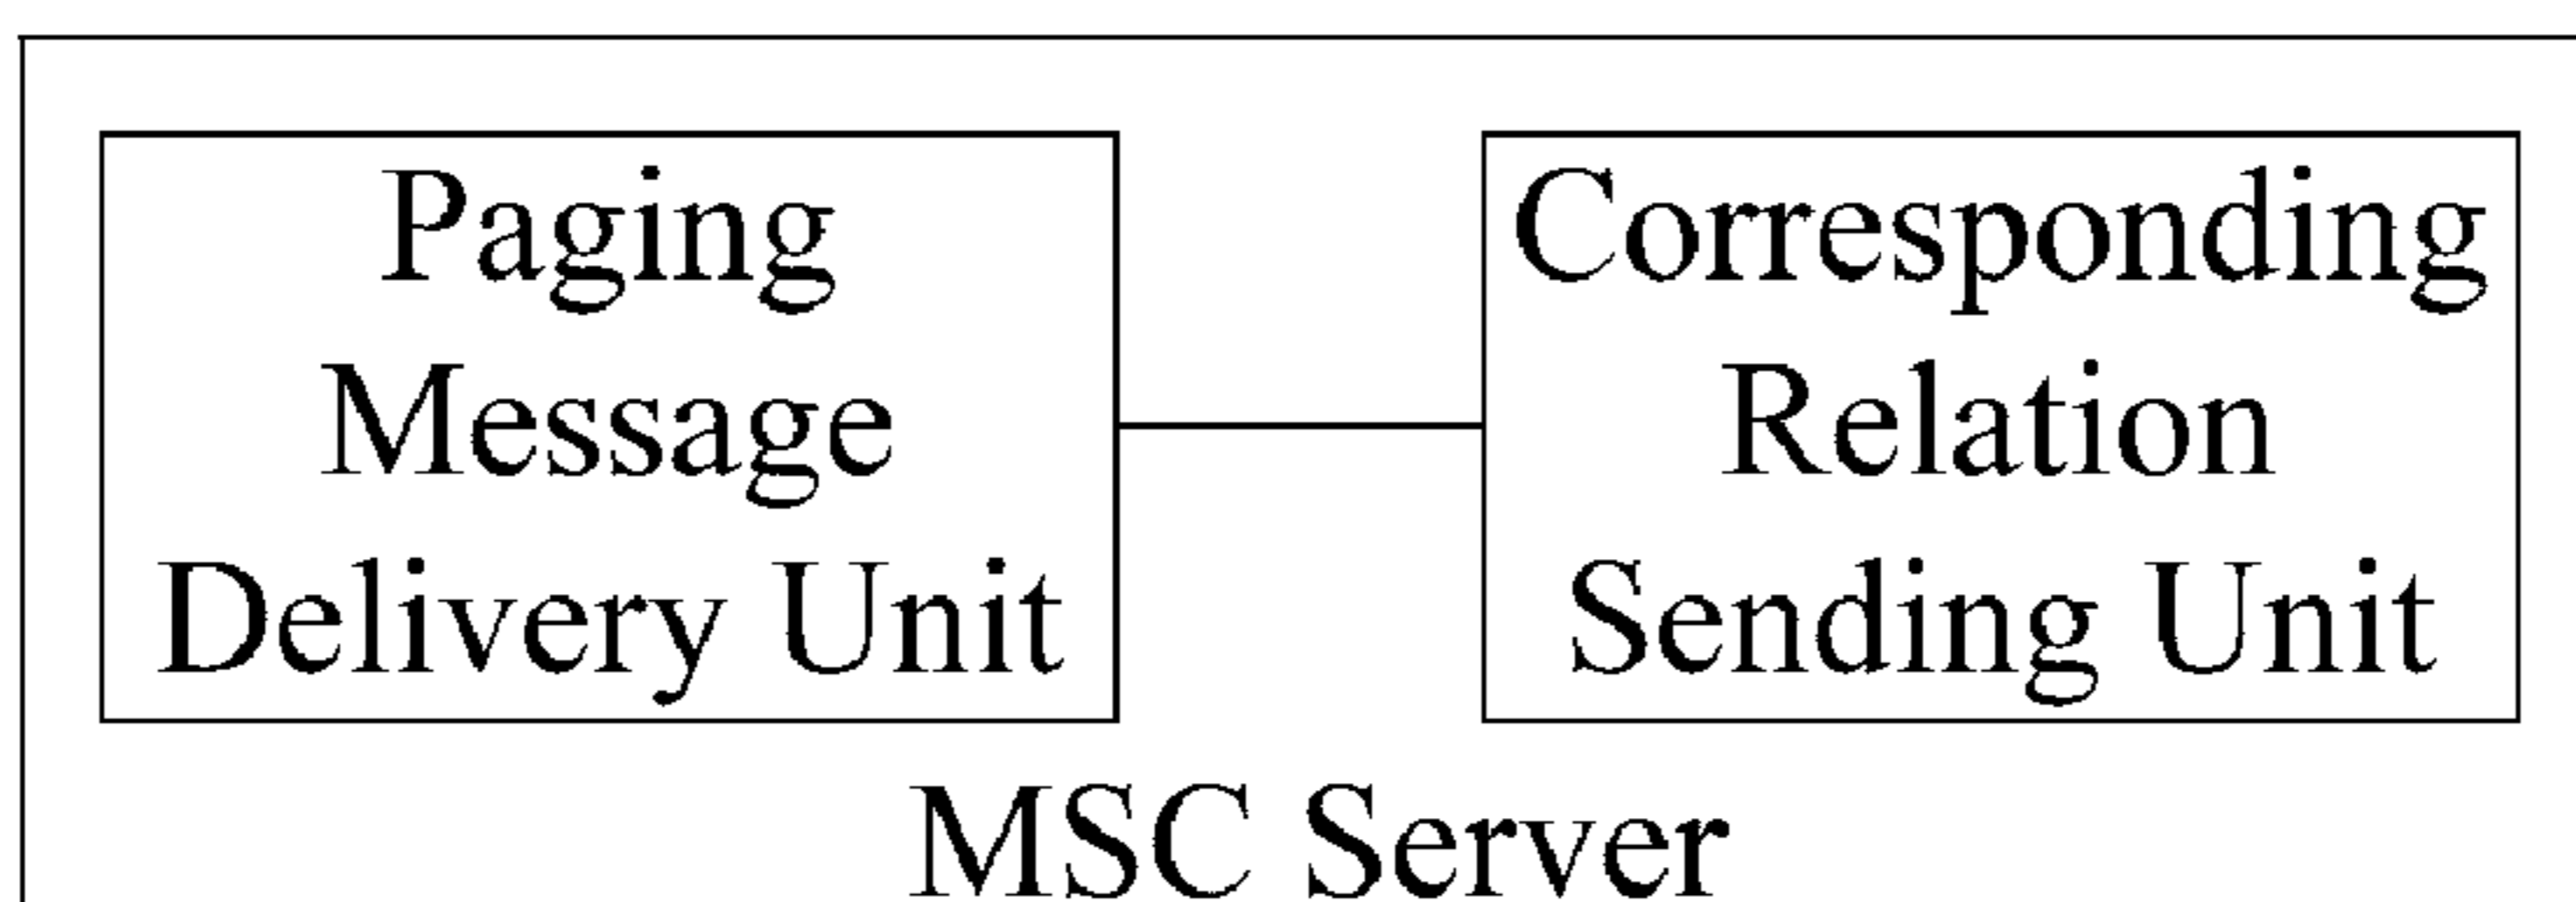 Paging
Message
Delivery Unit
Corresponding
Relation
Sending Unit
MSC Server